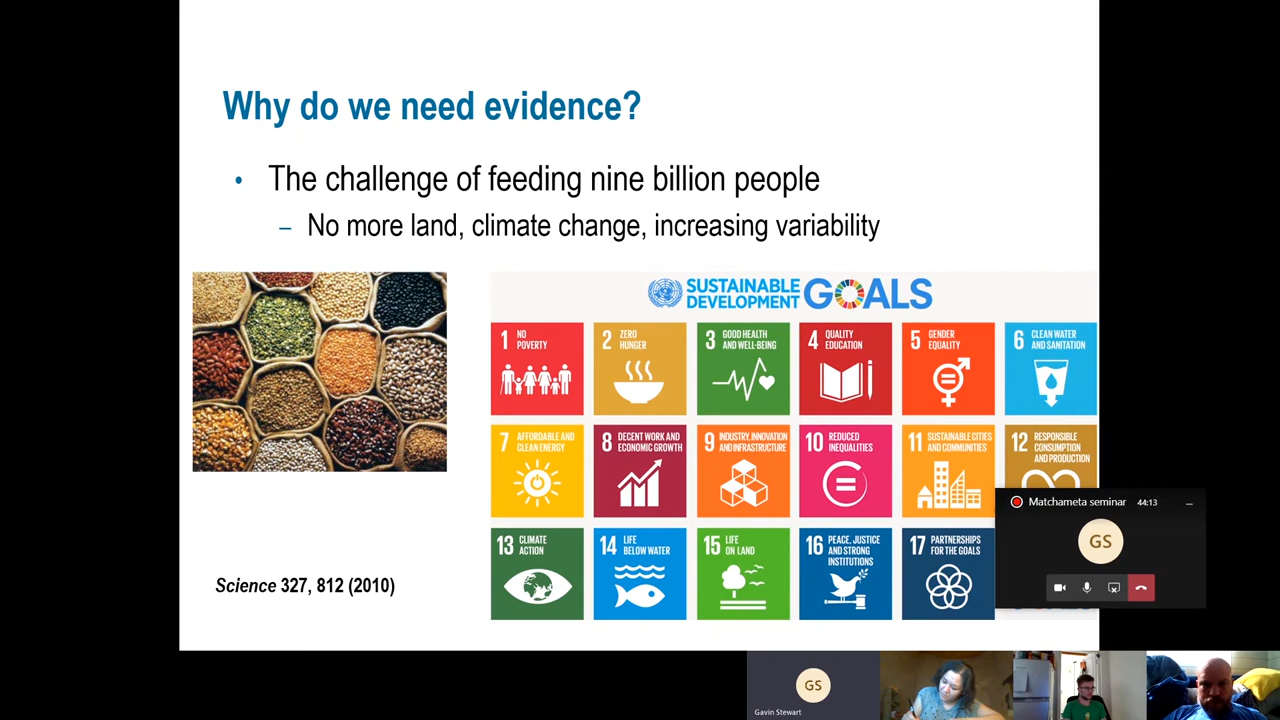 Why do we need evidence?
• The challenge of feeding nine billion people
– No more land, climate change, increasing variability
SUSTAINABLE
DEVELOPMENT
GOALS
1 NO
POVERTY
2 ZERO
HUNGER
3 GOOD HEALTH
AND WELL-BEING
4 QUALITY
EDUCATION
5 GENDER
EQUALITY
6 CLEAN WATER
AND SANITATION
7 AFFORDABLE AND
CLEAN ENERGY
8 DECENT WORK AND
ECONOMIC GROWTH
9 INDUSTRY, INNOVATION
AND INFRASTRUCTURE
10 REDUCED
INEQUALITIES
11 SUSTAINABLE CITIES
AND COMMUNITIES
12 RESPONSIBLE
CONSUMPTION
AND PRODUCTION
13 CLIMATE
ACTION
14 LIFE
BELOW WATER
15 LIFE
ON LAND
16 PEACE, JUSTICE
AND STRONG
INSTITUTIONS
17 PARTNERSHIPS
FOR THE GOALS
Matchameta seminar 44:13
GS
Science 327, 812 (2010)
GS
Gavin Stewart